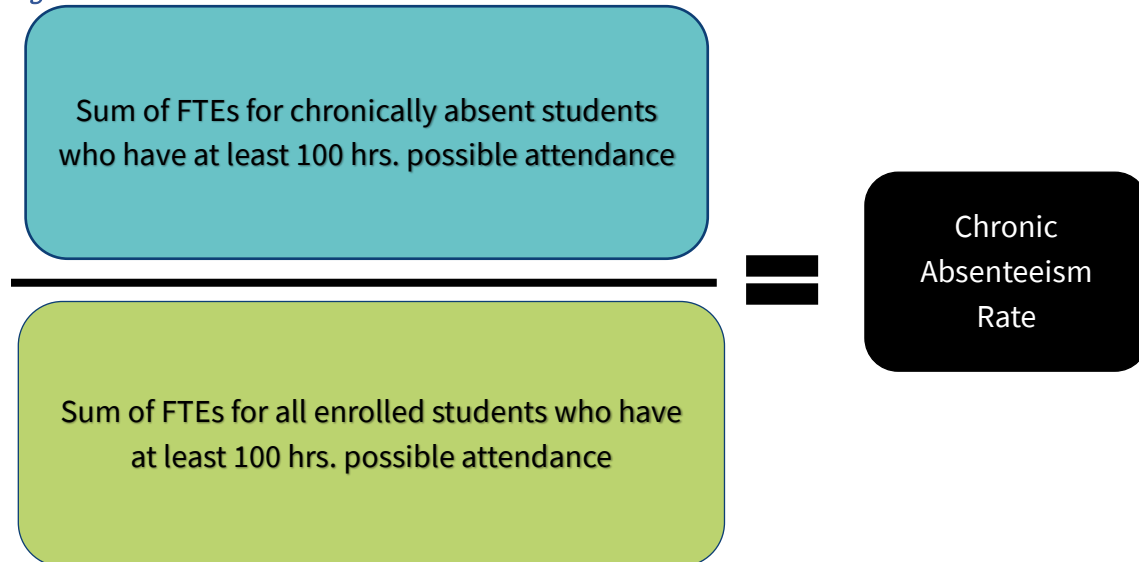 Sum of FTEs for chronically absent students
who have at least 100 hrs. possible attendance
Sum of FTEs for all enrolled students who have
at least 100 hrs. possible attendance
Chronic
Absenteeism
Rate